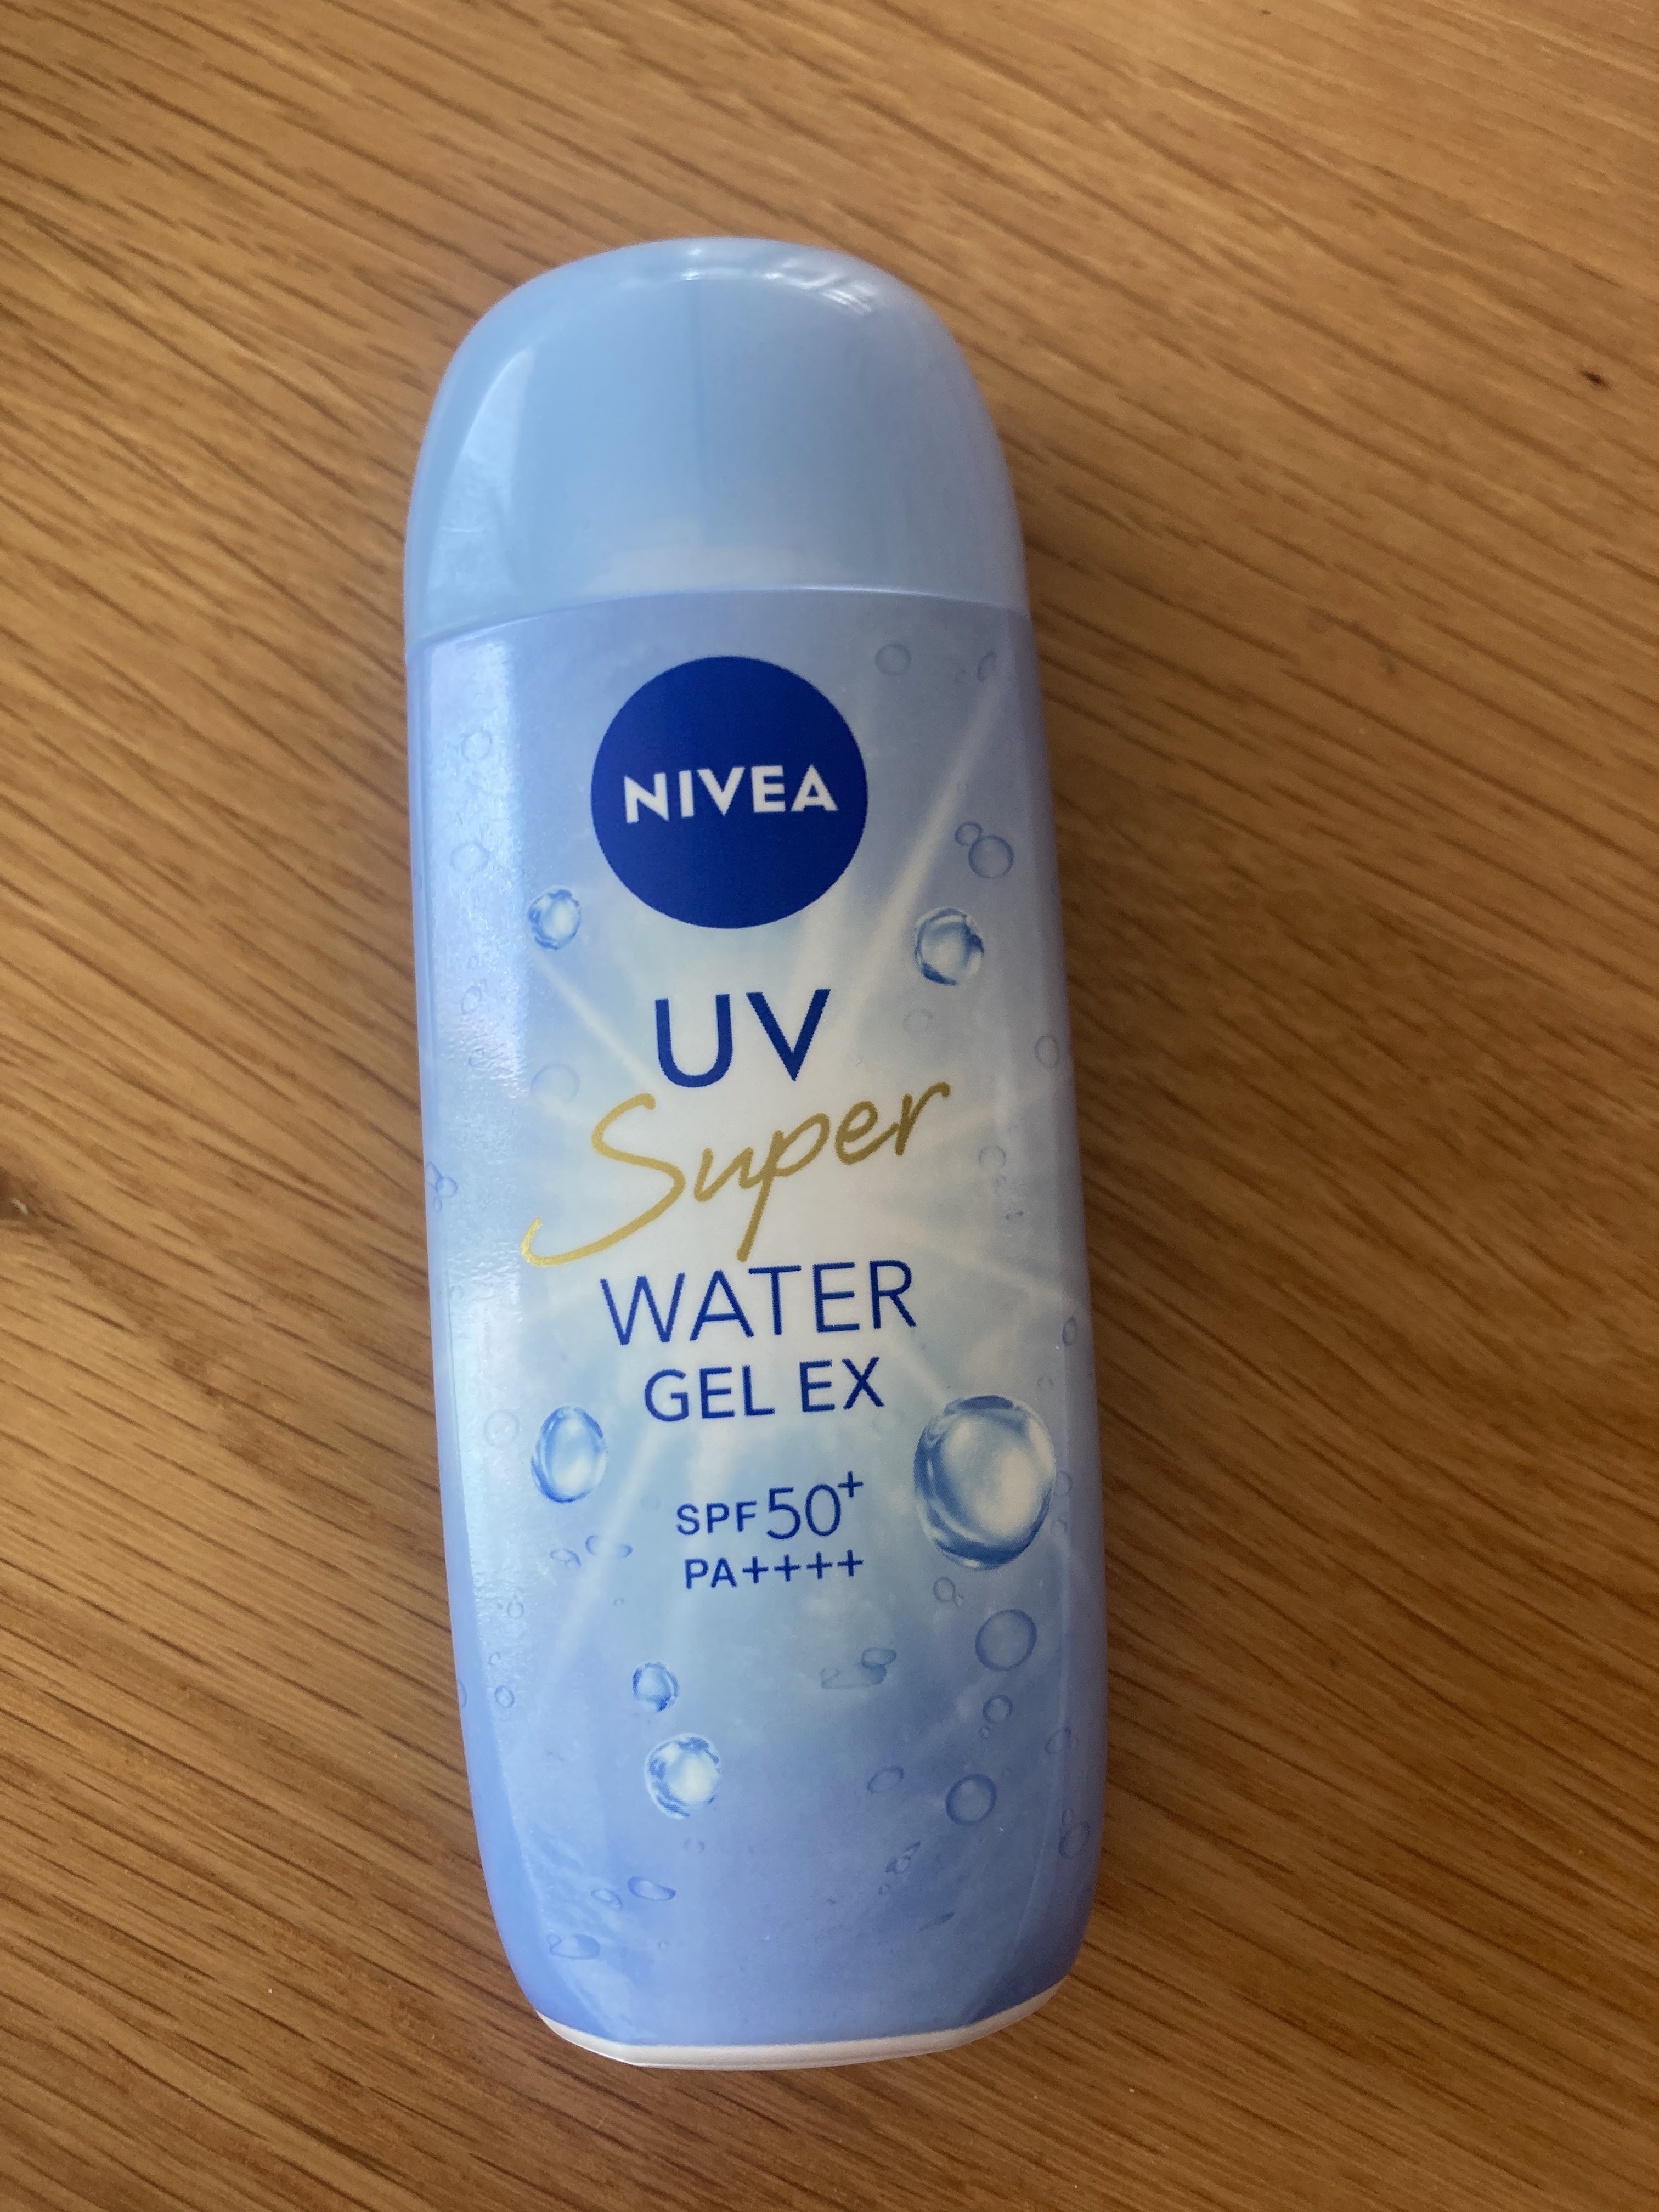 NIVEA
UV
Super
WATER
GEL EX
SPF50+
PA++++